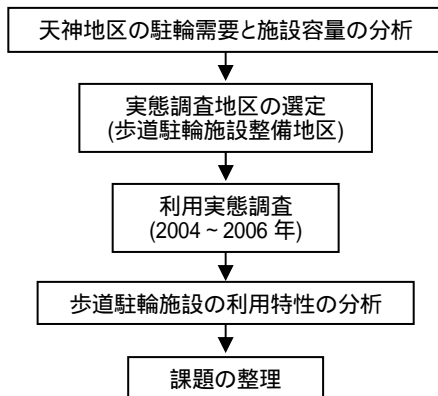 天神地区の駐輪需要と施設容量の分析
実態調査地区の選定
(歩道駐輪施設整備地区)
利用実態調査
(2004~2006 年)
歩道駐輪施設の利用特性の分析
課題の整理